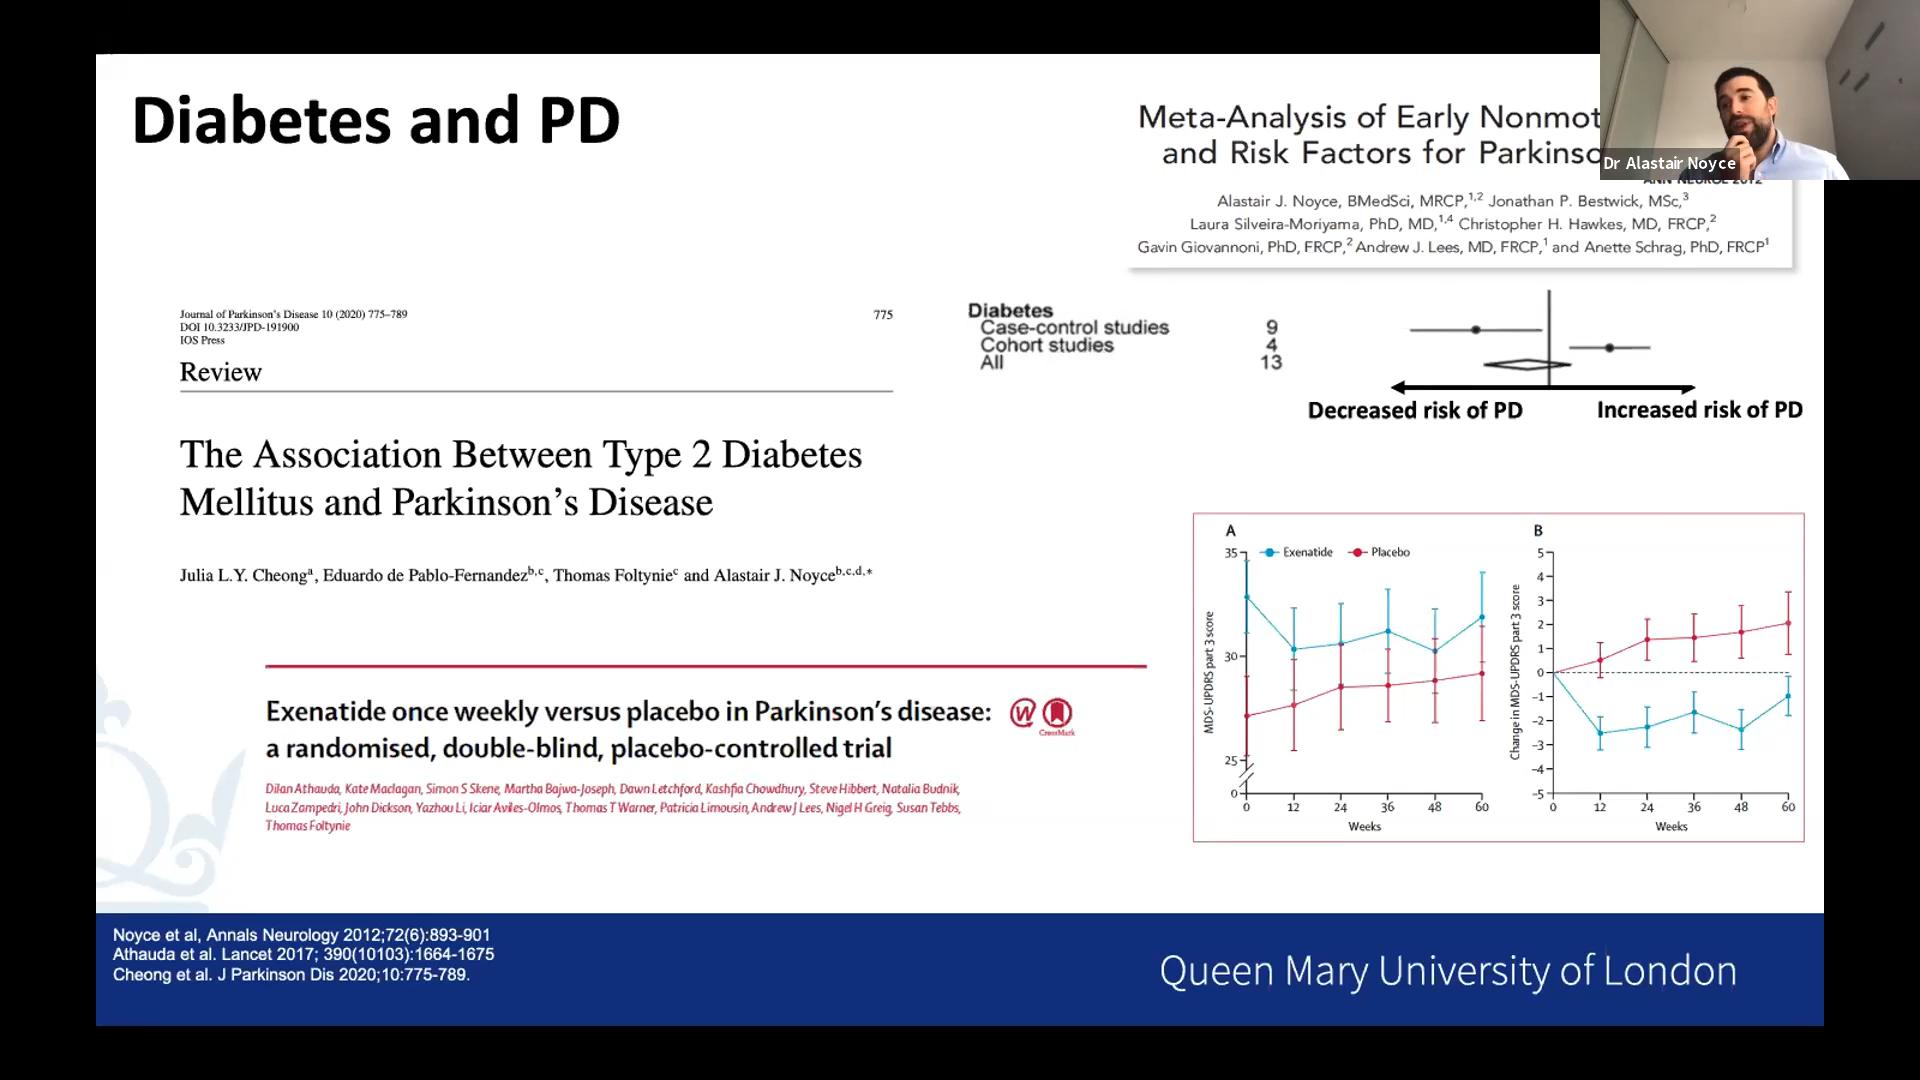 Diabetes and PD
Meta-Analysis of Early Nonmot
and Risk Factors for Parkinso
Dr Alastair Noyce
ANN NEUROL 2012
Alastair J. Noyce, BMedSci, MRCP,1,2 Jonathan P. Bestwick, MSc,3
Laura Silveira-Moriyama, PhD, MD,1,4 Christopher H. Hawkes, MD, FRCP,2
Gavin Giovannoni, PhD, FRCP,2 Andrew J. Lees, MD, FRCP,1 and Anette Schrag, PhD, FRCP1
Journal of Parkinson's Disease 10 (2020) 775–789
775
DOI 10.3233/JPD-191900
IOS Press
Review
The Association Between Type 2 Diabetes
Mellitus and Parkinson's Disease
Julia L.Y. Cheonga, Eduardo de Pablo-Fernandezb,c, Thomas Foltyniec and Alastair J. Noyceb,c,d,*
Diabetes
Case-control studies 9
Cohort studies 4
All 13
Decreased risk of PD
Increased risk of PD
Exenatide once weekly versus placebo in Parkinson's disease:
a randomised, double-blind, placebo-controlled trial
W
CrossMark
Dilan Athauda, Kate Maclagan, Simon S Skene, Martha Bajwa-Joseph, Dawn Letchford, Kashfia Chowdhury, Steve Hibbert, Natalia Budnik,
Luca Zampedri, John Dickson, Yazhou Li, Iciar Aviles-Olmos, Thomas T Warner, Patricia Limousin, Andrew J Lees, Nigel H Greig, Susan Tebbs,
Thomas Foltynie
A
Exenatide Placebo
MDS-UPDRS part 3 score
35
30
25
0
0 12 24 36 48 60
Weeks
B
Change in MDS-UPDRS part 3 score
5
4
3
2
1
0
-1
-2
-3
-4
-5
0 12 24 36 48 60
Weeks
Noyce et al, Annals Neurology 2012;72(6):893-901
Athauda et al. Lancet 2017; 390(10103):1664-1675
Cheong et al. J Parkinson Dis 2020;10:775-789.
Queen Mary University of London